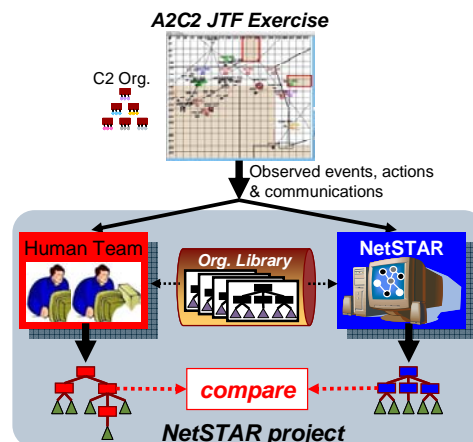 A2C2 JTF Exercise
C2 Org.
Observed events, actions
& communications
Human Team
Org. Library
NetSTAR
compare
NetSTAR project